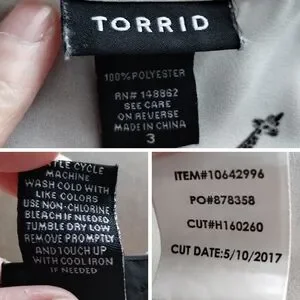 TORRID
100% POLYESTER
RN# 148862
SEE CARE
ON REVERSE
MADE IN CHINA
3
CYCLE
MACHINE
WASH COLD WITH
LIKE COLORS
USE NON-CHLORINE
BLEACH IF NEEDED
TUMBLE DRY LOW
REMOVE PROMPTLY
AND TOUCH UP
WITH COOL IRON
IF NEEDED
ITEM#10642996
PO#878358
CUT#H160260
CUT DATE:5/10/2017